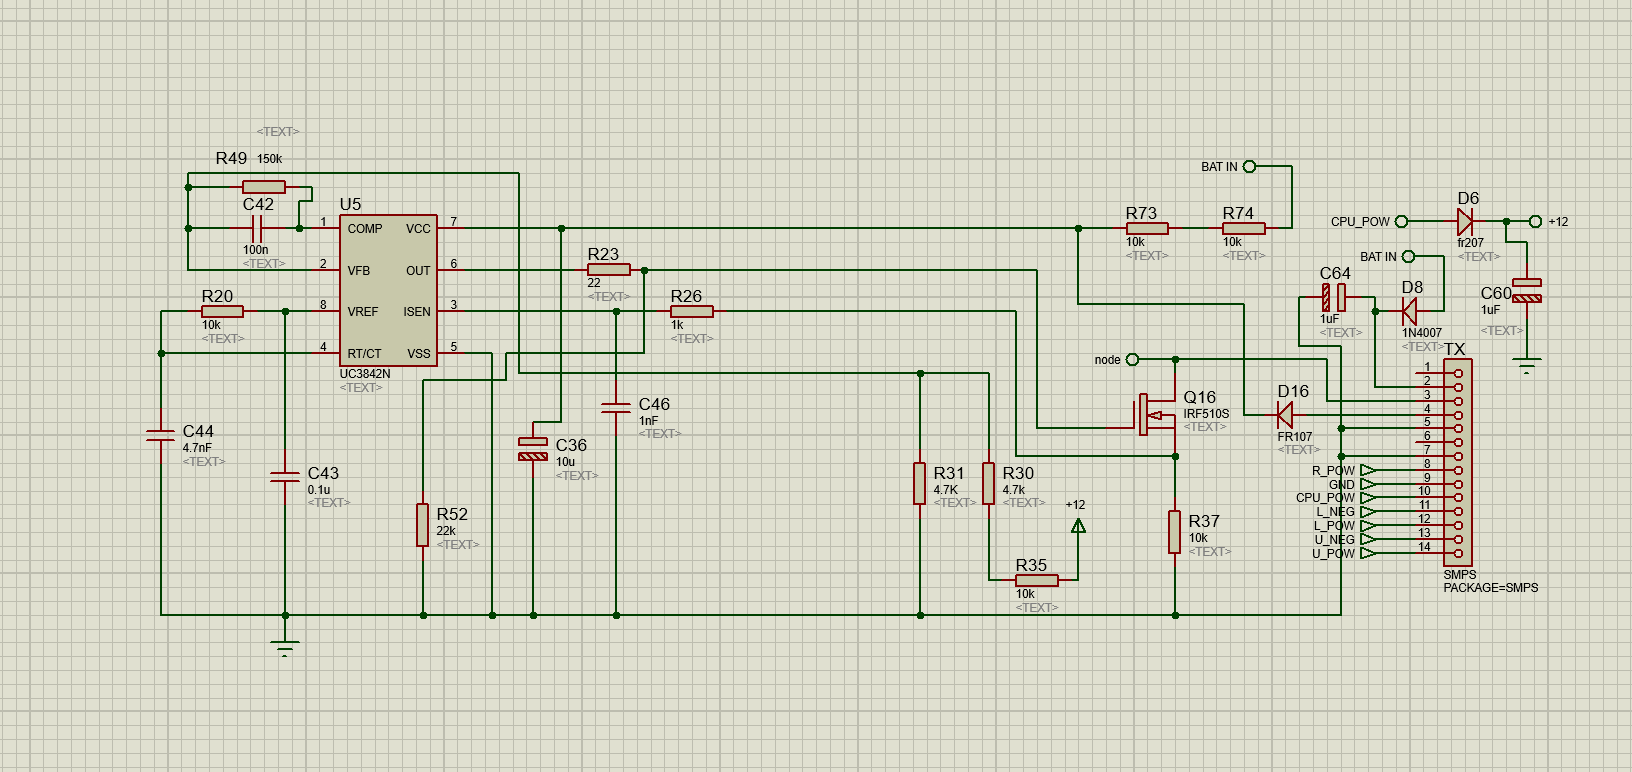 <TEXT>
R49 150k
C42
100n
<TEXT>
U5
1 COMP VCC 7
2 VFB OUT 6
8 VREF ISEN 3
4 RT/CT VSS 5
UC3842N
<TEXT>
R20
10k
<TEXT>
C44
4.7nF
<TEXT>
C43
0.1u
<TEXT>
R52
22k
<TEXT>
R23
22
<TEXT>
R26
1k
<TEXT>
C46
1nF
<TEXT>
C36
10u
<TEXT>
R31
4.7K
<TEXT>
R30
4.7k
<TEXT>
R35
10k
<TEXT>
+12
BAT IN
R73
10k
<TEXT>
R74
10k
<TEXT>
node
Q16
IRF510S
<TEXT>
R37
10k
<TEXT>
D16
FR107
<TEXT>
CPU_POW
D6
fr207
<TEXT>
+12
BAT IN
C64
1uF
<TEXT>
D8
1N4007
<TEXT>
C60
1uF
<TEXT>
TX
1
2
3
4
5
6
7
R_POW 8
GND 9
CPU_POW 10
L_NEG 11
L_POW 12
U_NEG 13
U_POW 14
SMPS
PACKAGE=SMPS